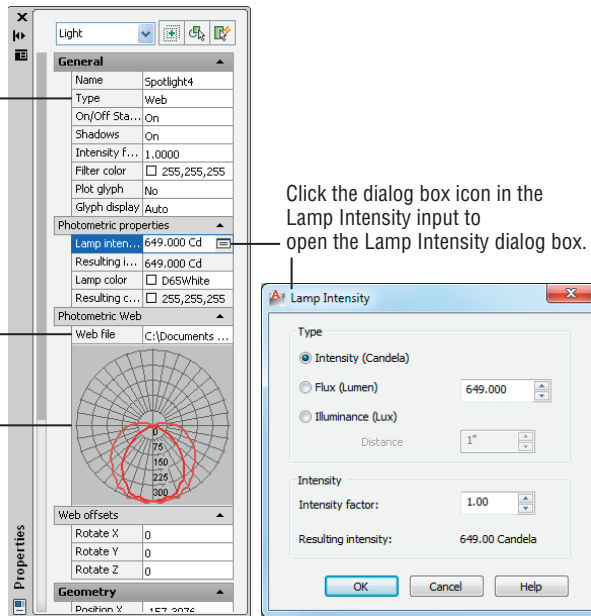 Light
General
Name Spotlight4
Type Web
On/Off Sta... On
Shadows On
Intensity f... 1.0000
Filter color 255,255,255
Plot glyph No
Glyph display Auto
Photometric properties
Lamp inten... 649.000 Cd
Resulting i... 649.000 Cd
Lamp color D65White
Resulting c... 255,255,255
Photometric Web
Web file C:\Documents ...
0
75
150
225
300
Web offsets
Rotate X 0
Rotate Y 0
Rotate Z 0
Geometry
Position X 157.3976
Properties
Click the dialog box icon in the
Lamp Intensity input to
open the Lamp Intensity dialog box.
Lamp Intensity
Type
Intensity (Candela)
Flux (Lumen) 649.000
Illuminance (Lux)
Distance 1"
Intensity
Intensity factor: 1.00
Resulting intensity: 649.00 Candela
OK Cancel Help